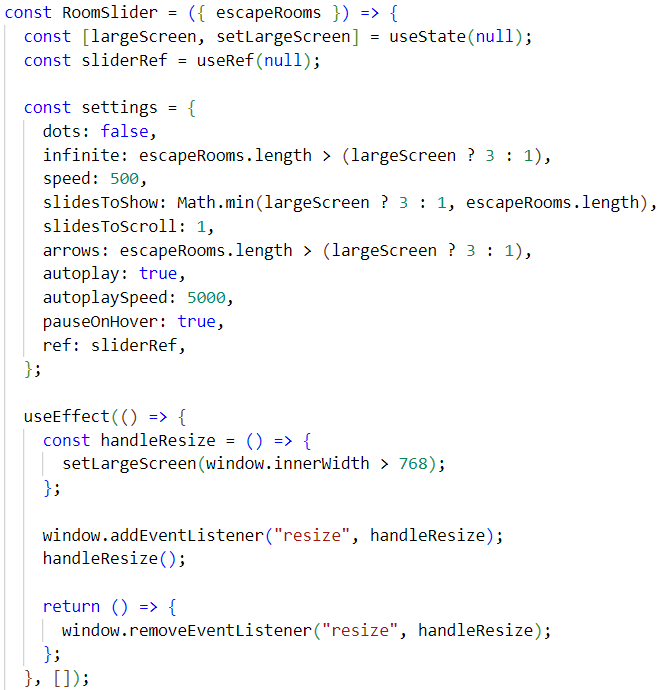 const RoomSlider = ({ escapeRooms }) => {
  const [largeScreen, setLargeScreen] = useState(null);
  const sliderRef = useRef(null);

  const settings = {
    dots: false,
    infinite: escapeRooms.length > (largeScreen ? 3 : 1),
    speed: 500,
    slidesToShow: Math.min(largeScreen ? 3 : 1, escapeRooms.length),
    slidesToScroll: 1,
    arrows: escapeRooms.length > (largeScreen ? 3 : 1),
    autoplay: true,
    autoplaySpeed: 5000,
    pauseOnHover: true,
    ref: sliderRef,
  };

  useEffect(() => {
    const handleResize = () => {
      setLargeScreen(window.innerWidth > 768);
    };

    window.addEventListener("resize", handleResize);
    handleResize();

    return () => {
      window.removeEventListener("resize", handleResize);
    };
  }, []);